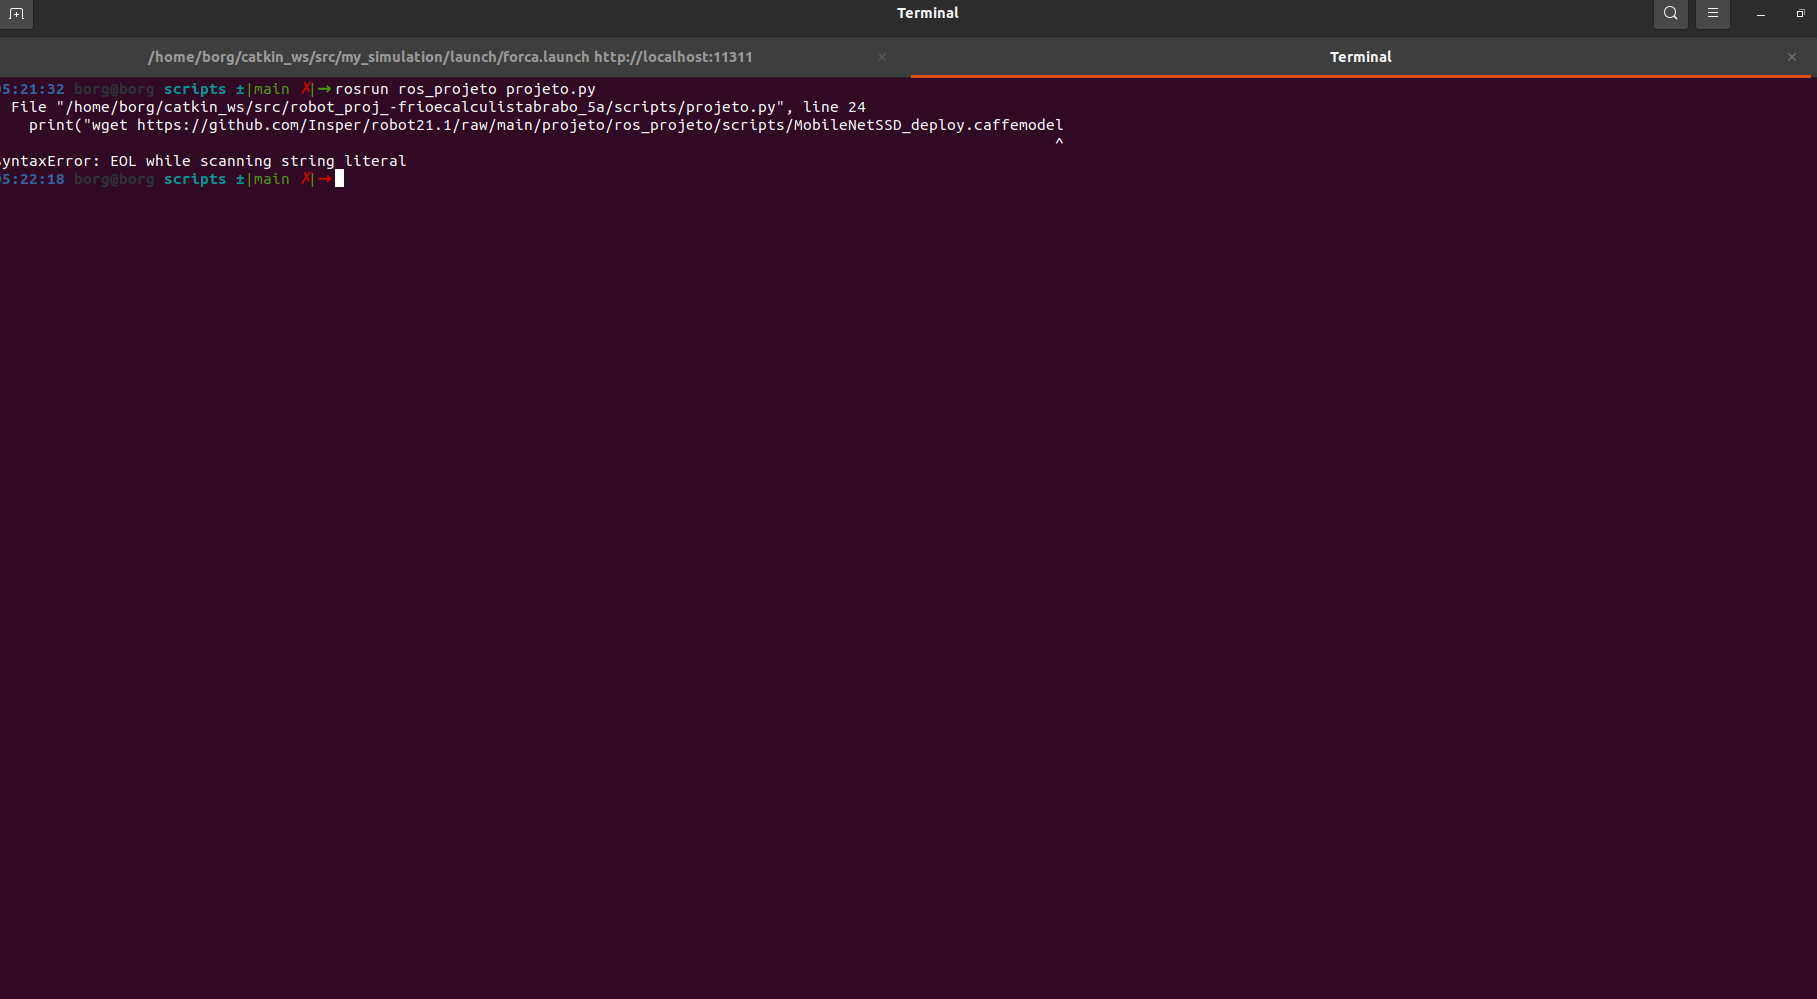 Terminal
/home/borg/catkin_ws/src/my_simulation/launch/forca.launch http://localhost:11311
Terminal
5:21:32 borg@borg scripts ±|main ✗|→rosrun ros_projeto projeto.py
File "/home/borg/catkin_ws/src/robot_proj_-frioecalculistabrabo_5a/scripts/projeto.py", line 24
print("wget https://github.com/Insper/robot21.1/raw/main/projeto/ros_projeto/scripts/MobileNetSSD_deploy.caffemodel
^
yntaxError: EOL while scanning string literal
5:22:18 borg@borg scripts ±|main ✗|→